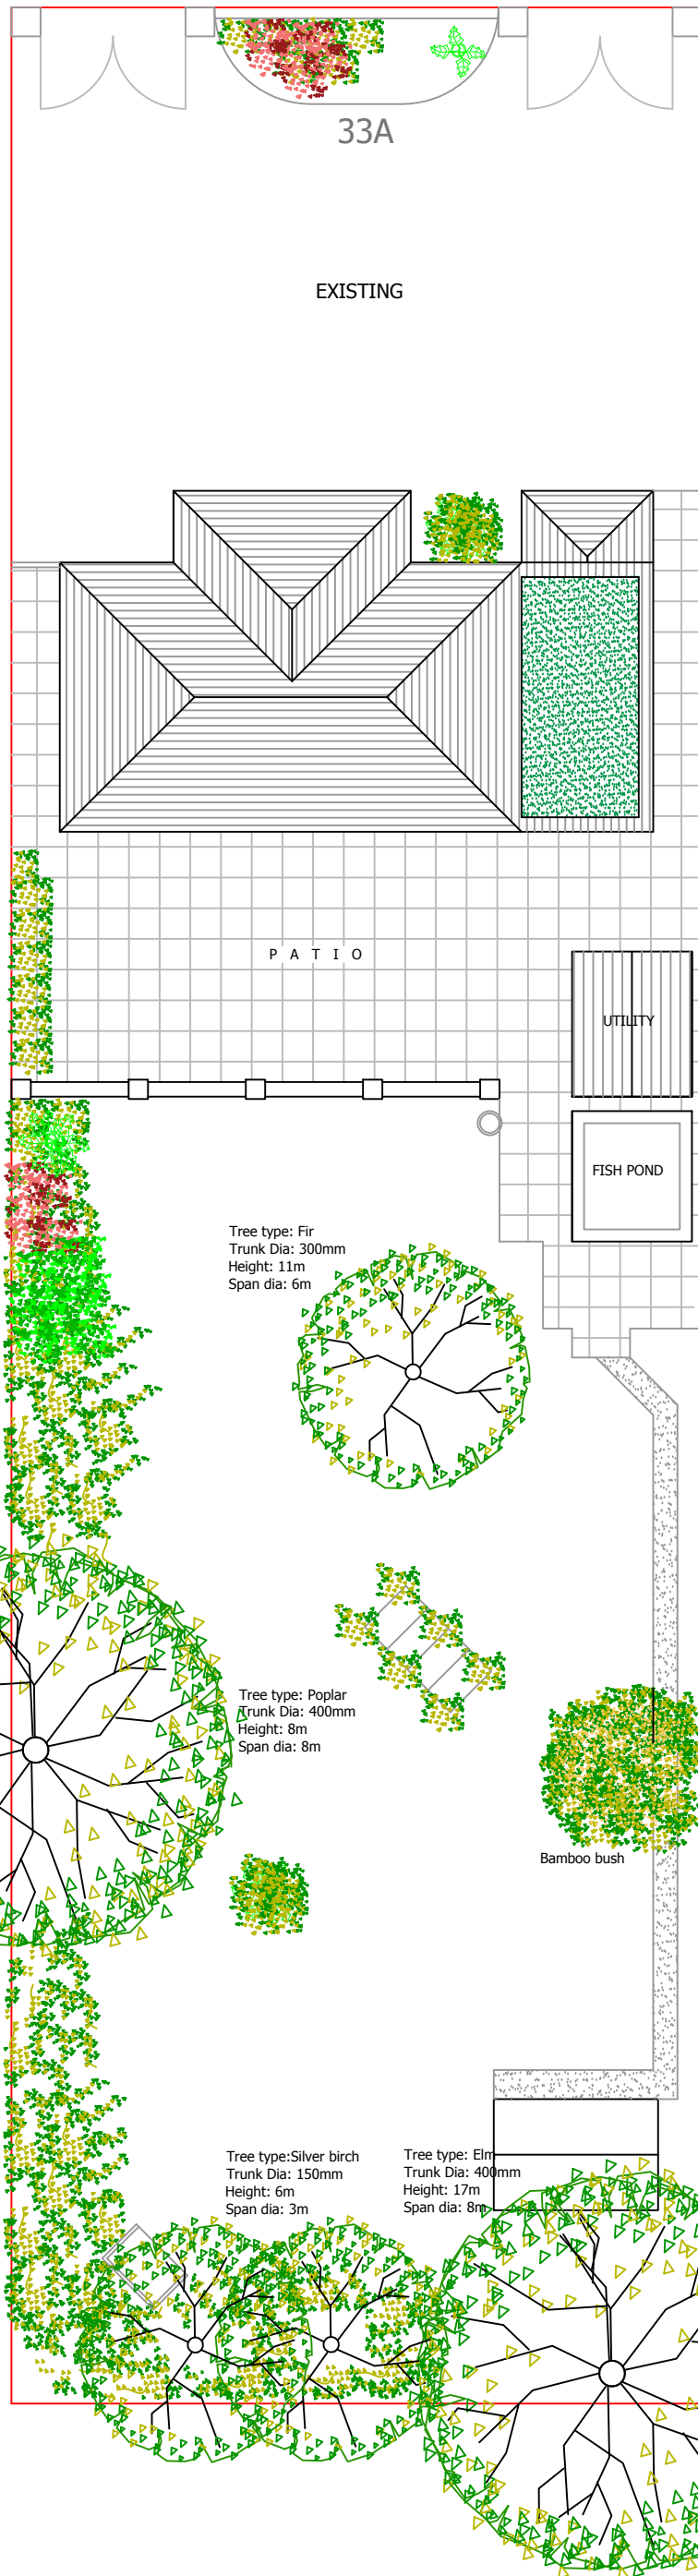 33A
EXISTING
P A T I O
UTILITY
FISH POND
Tree type: Fir
Trunk Dia: 300mm
Height: 11m
Span dia: 6m
Tree type: Poplar
Trunk Dia: 400mm
Height: 8m
Span dia: 8m
Bamboo bush
Tree type:Silver birch
Trunk Dia: 150mm
Height: 6m
Span dia: 3m
Tree type: Elm
Trunk Dia: 400mm
Height: 17m
Span dia: 8m